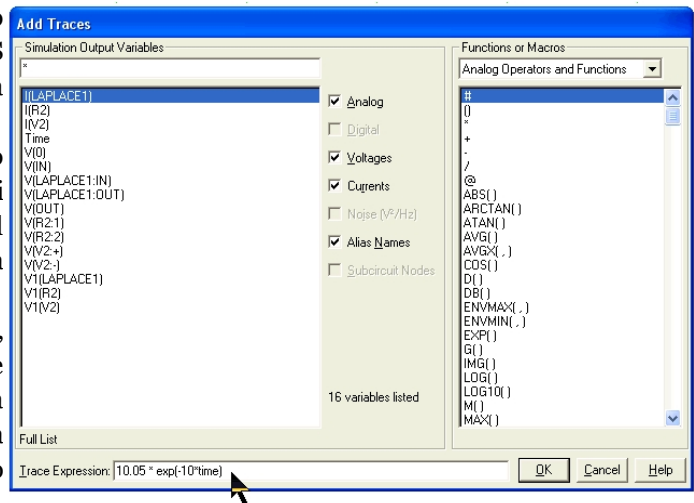 Add Traces
Simulation Output Variables
*
I(LAPLACE1)
I(R2)
I(V2)
Time
V(0)
V(IN)
V(LAPLACE1:IN)
V(LAPLACE1:OUT)
V(OUT)
V(R2:1)
V(R2:2)
V(V2:+)
V(V2:-)
V1(LAPLACE1)
V1(R2)
V1(V2)
Full List
Analog
Digital
Voltages
Currents
Noise (V²/Hz)
Alias Names
Subcircuit Nodes
16 variables listed
Functions or Macros
Analog Operators and Functions
#
()
*
+
-
/
@
ABS( )
ARCTAN( )
ATAN( )
AVG( )
AVGX( , )
COS( )
D( )
DB( )
ENVMAX( , )
ENVMIN( , )
EXP( )
G( )
IMG( )
LOG( )
LOG10( )
M( )
MAX( )
Trace Expression: 10.05 * exp(-10*time)
OK Cancel Help